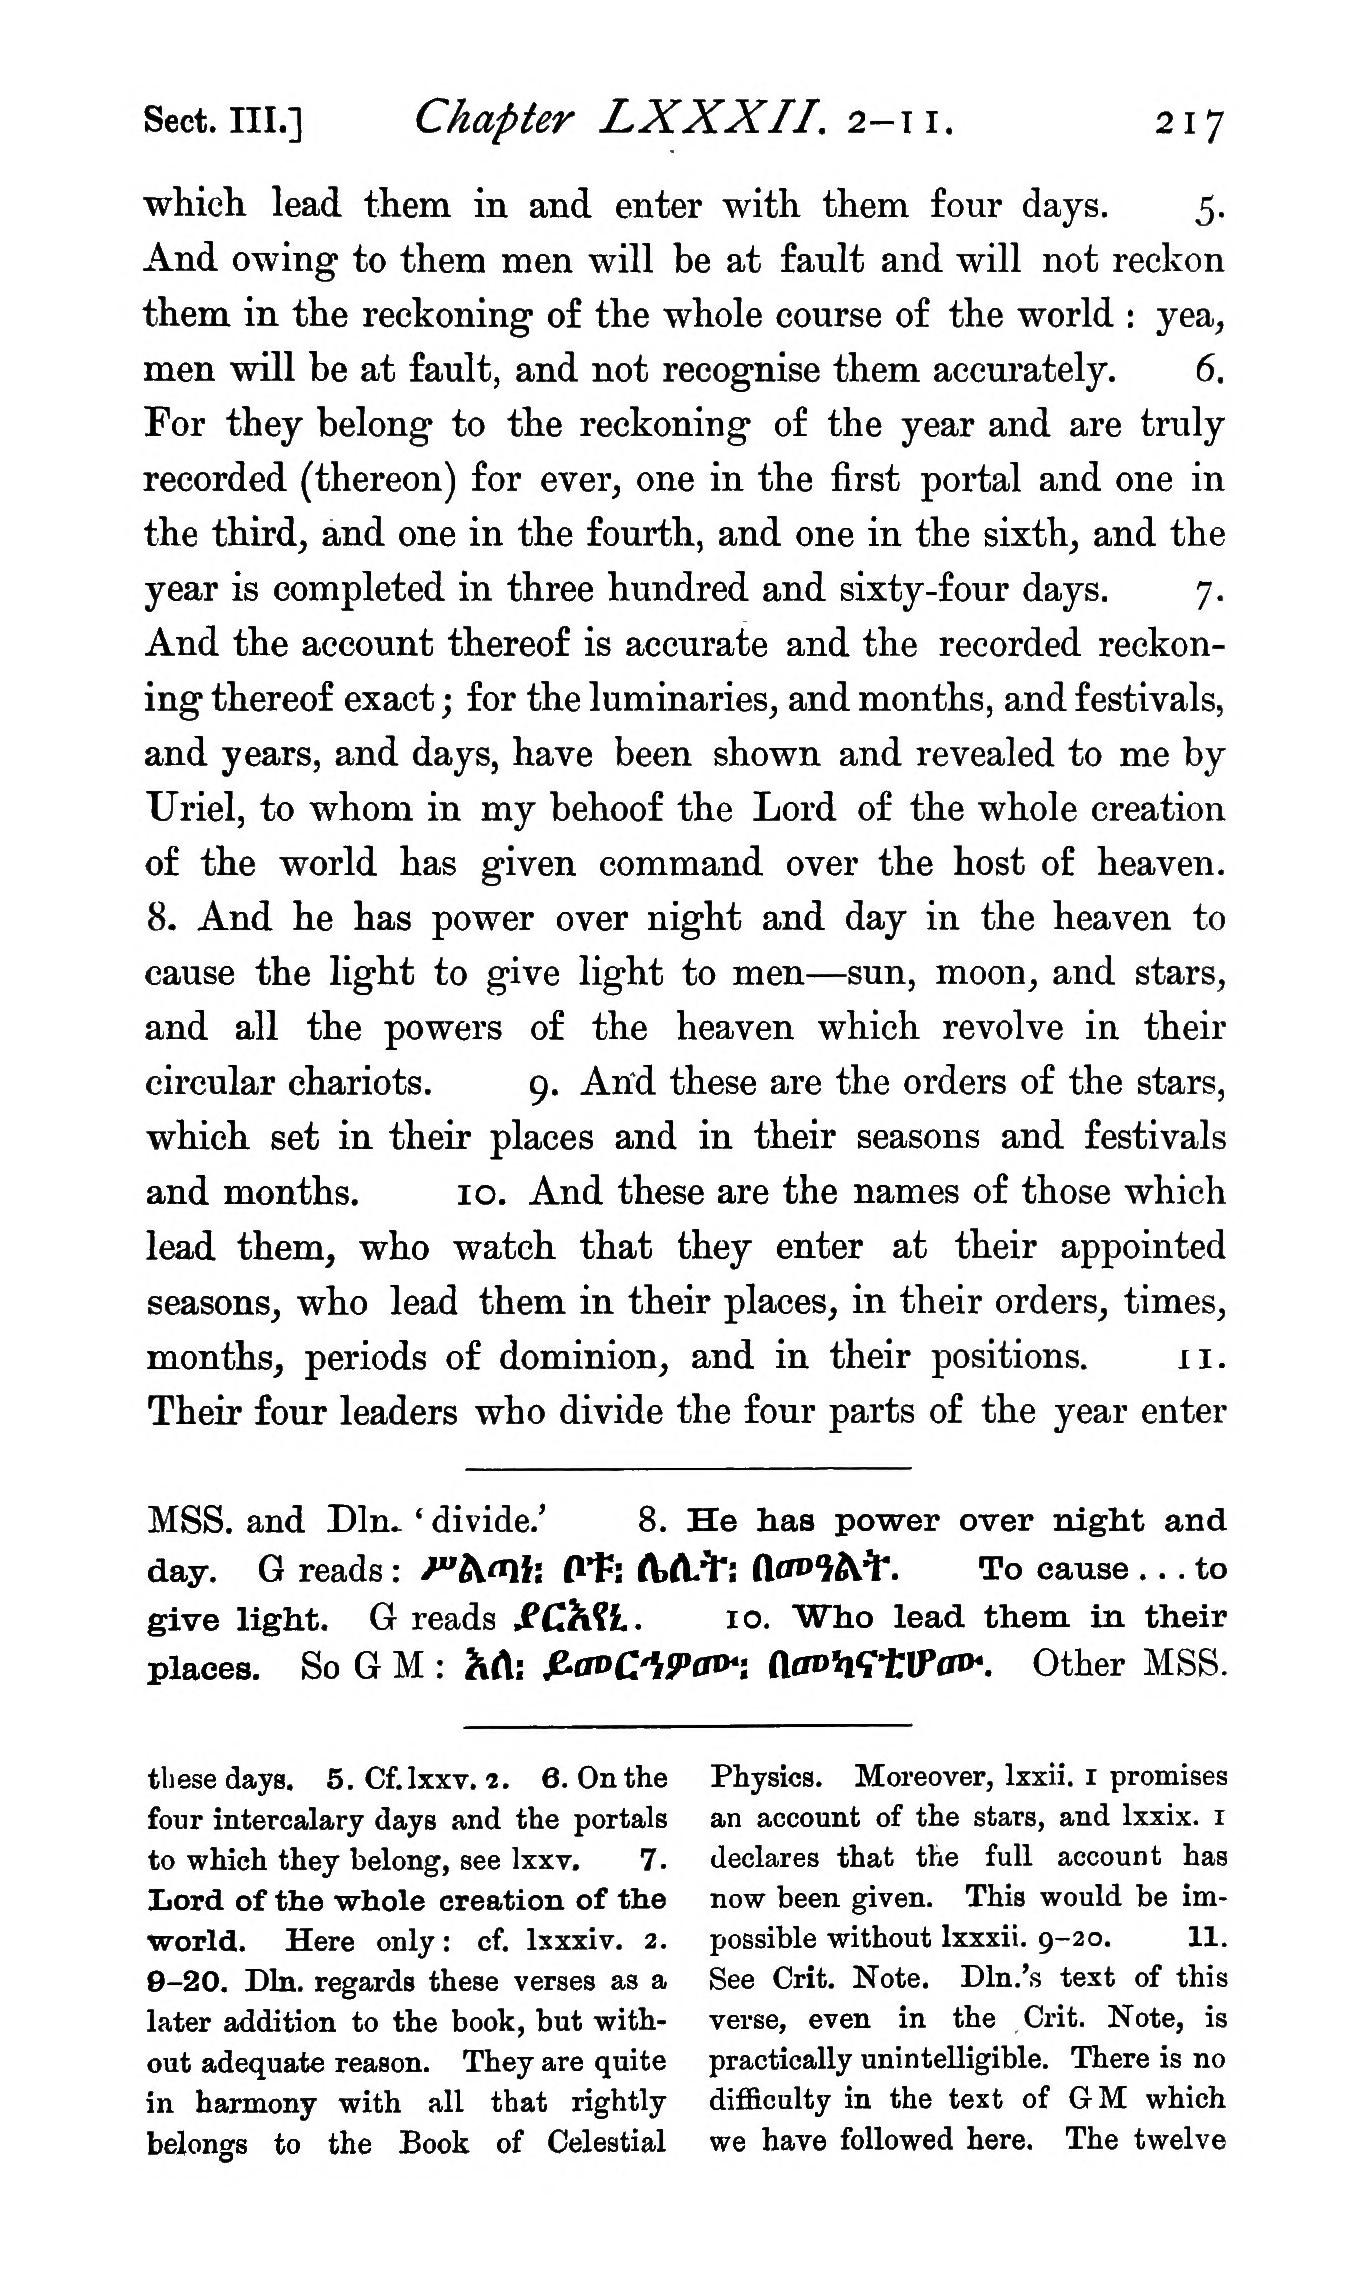 Sect. III.] Chapter LXXXII. 2–11. 217
which lead them in and enter with them four days. 5.
And owing to them men will be at fault and will not reckon
them in the reckoning of the whole course of the world : yea,
men will be at fault, and not recognise them accurately. 6.
For they belong to the reckoning of the year and are truly
recorded (thereon) for ever, one in the first portal and one in
the third, and one in the fourth, and one in the sixth, and the
year is completed in three hundred and sixty-four days. 7.
And the account thereof is accurate and the recorded reckon-
ing thereof exact ; for the luminaries, and months, and festivals,
and years, and days, have been shown and revealed to me by
Uriel, to whom in my behoof the Lord of the whole creation
of the world has given command over the host of heaven.
8. And he has power over night and day in the heaven to
cause the light to give light to men—sun, moon, and stars,
and all the powers of the heaven which revolve in their
circular chariots. 9. And these are the orders of the stars,
which set in their places and in their seasons and festivals
and months. 10. And these are the names of those which
lead them, who watch that they enter at their appointed
seasons, who lead them in their places, in their orders, times,
months, periods of dominion, and in their positions. 11.
Their four leaders who divide the four parts of the year enter
MSS. and Dln. ‘ divide.’ 8. He has power over night and
day. G reads : ሥልጣነ፡ ቦቱ፡ ሌሊት፡ በመዓልት. To cause . . . to
give light. G reads ያርእዩ. 10. Who lead them in their
places. So G M : እለ፡ ይመርሓዎሙ፡ በመካናቲሆሙ. Other MSS.
these days. 5. Cf. lxxv. 2. 6. On the
four intercalary days and the portals
to which they belong, see lxxv. 7.
Lord of the whole creation of the
world. Here only : cf. lxxxiv. 2.
9–20. Dln. regards these verses as a
later addition to the book, but with-
out adequate reason. They are quite
in harmony with all that rightly
belongs to the Book of Celestial
Physics. Moreover, lxxii. 1 promises
an account of the stars, and lxxix. 1
declares that the full account has
now been given. This would be im-
possible without lxxxii. 9–20. 11.
See Crit. Note. Dln.’s text of this
verse, even in the Crit. Note, is
practically unintelligible. There is no
difficulty in the text of G M which
we have followed here. The twelve